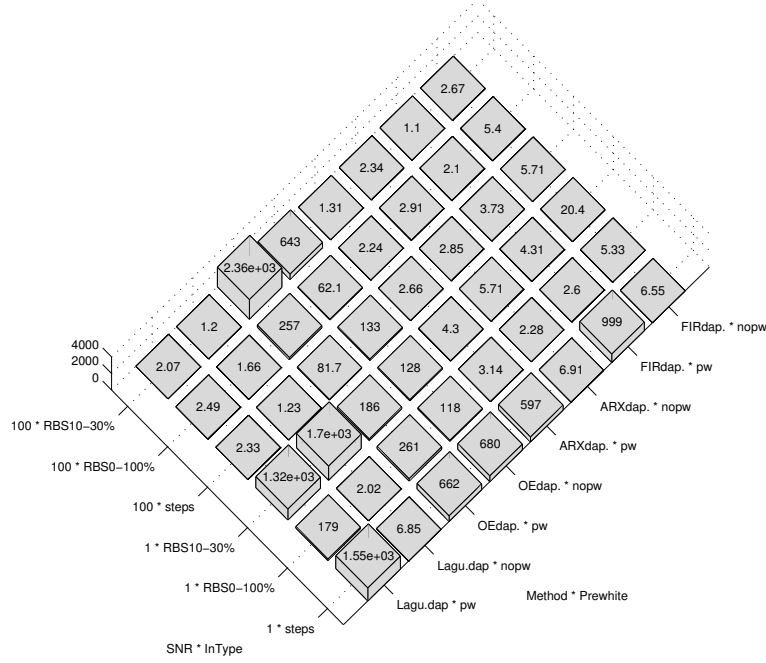 2.67
1.1
5.4
2.34
2.1
5.71
1.31
2.91
3.73
20.4
643
2.24
2.85
4.31
5.33
2.36e+03
62.1
2.66
5.71
2.6
6.55
1.2
257
133
4.3
2.28
999
2.07
1.66
81.7
128
3.14
6.91
2.49
1.23
186
118
597
2.33
1.7e+03
261
680
1.32e+03
2.02
662
179
6.85
1.55e+03
4000
2000
0
100 * RBS10−30%
100 * RBS0−100%
100 * steps
1 * RBS10−30%
1 * RBS0−100%
1 * steps
SNR * InType
FIRdap. * nopw
FIRdap. * pw
ARXdap. * nopw
ARXdap. * pw
OEdap. * nopw
OEdap. * pw
Lagu.dap * nopw
Lagu.dap * pw
Method * Prewhite